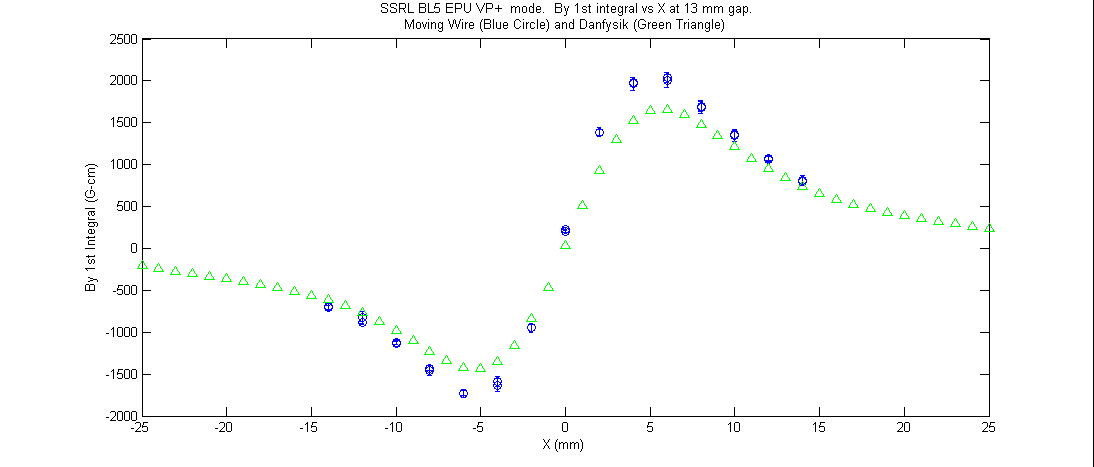 SSRL BL5 EPU VP+ mode. By 1st integral vs X at 13 mm gap.
Moving Wire (Blue Circle) and Danfysik (Green Triangle)
By 1st Integral (G-cm)
2500
2000
1500
1000
500
0
-500
-1000
-1500
-2000
-25 -20 -15 -10 -5 0 5 10 15 20 25
X (mm)